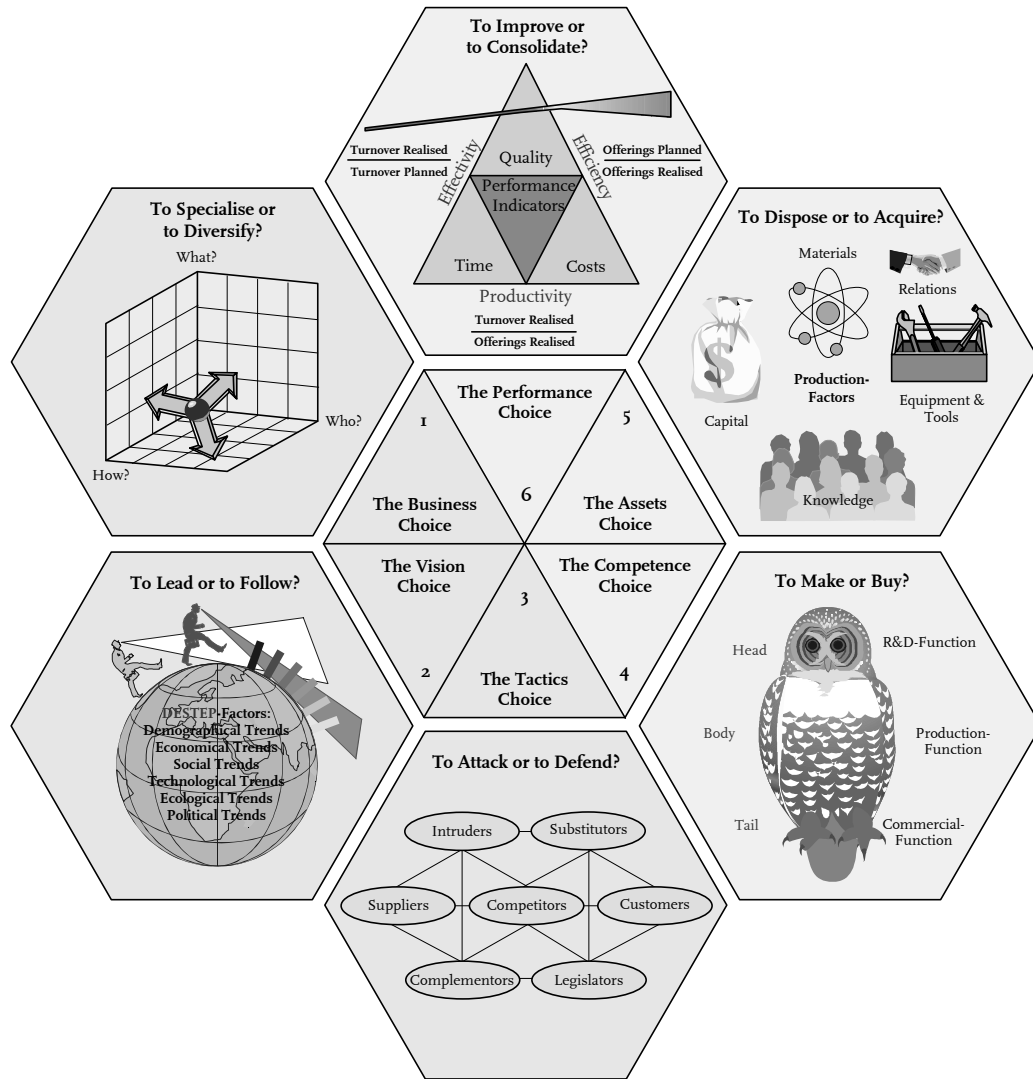 To Improve or
to Consolidate?
Turnover Realised
Turnover Planned
Effectivity
Efficiency
Offerings Planned
Offerings Realised
Quality
Performance
Indicators
Time
Costs
Productivity
Turnover Realised
Offerings Realised
To Specialise or
to Diversify?
What?
Who?
How?
To Dispose or to Acquire?
Materials
Relations
Production-
Factors
Capital
Equipment &
Tools
Knowledge
The Performance
Choice
1
5
6
The Business
Choice
The Assets
Choice
The Vision
Choice
The Competence
Choice
3
2
4
The Tactics
Choice
To Lead or to Follow?
DESTEP-Factors:
Demographical Trends
Economical Trends
Social Trends
Technological Trends
Ecological Trends
Political Trends
To Make or Buy?
Head
R&D-Function
Body
Production-
Function
Tail
Commercial-
Function
To Attack or to Defend?
Intruders
Substitutors
Suppliers
Competitors
Customers
Complementors
Legislators